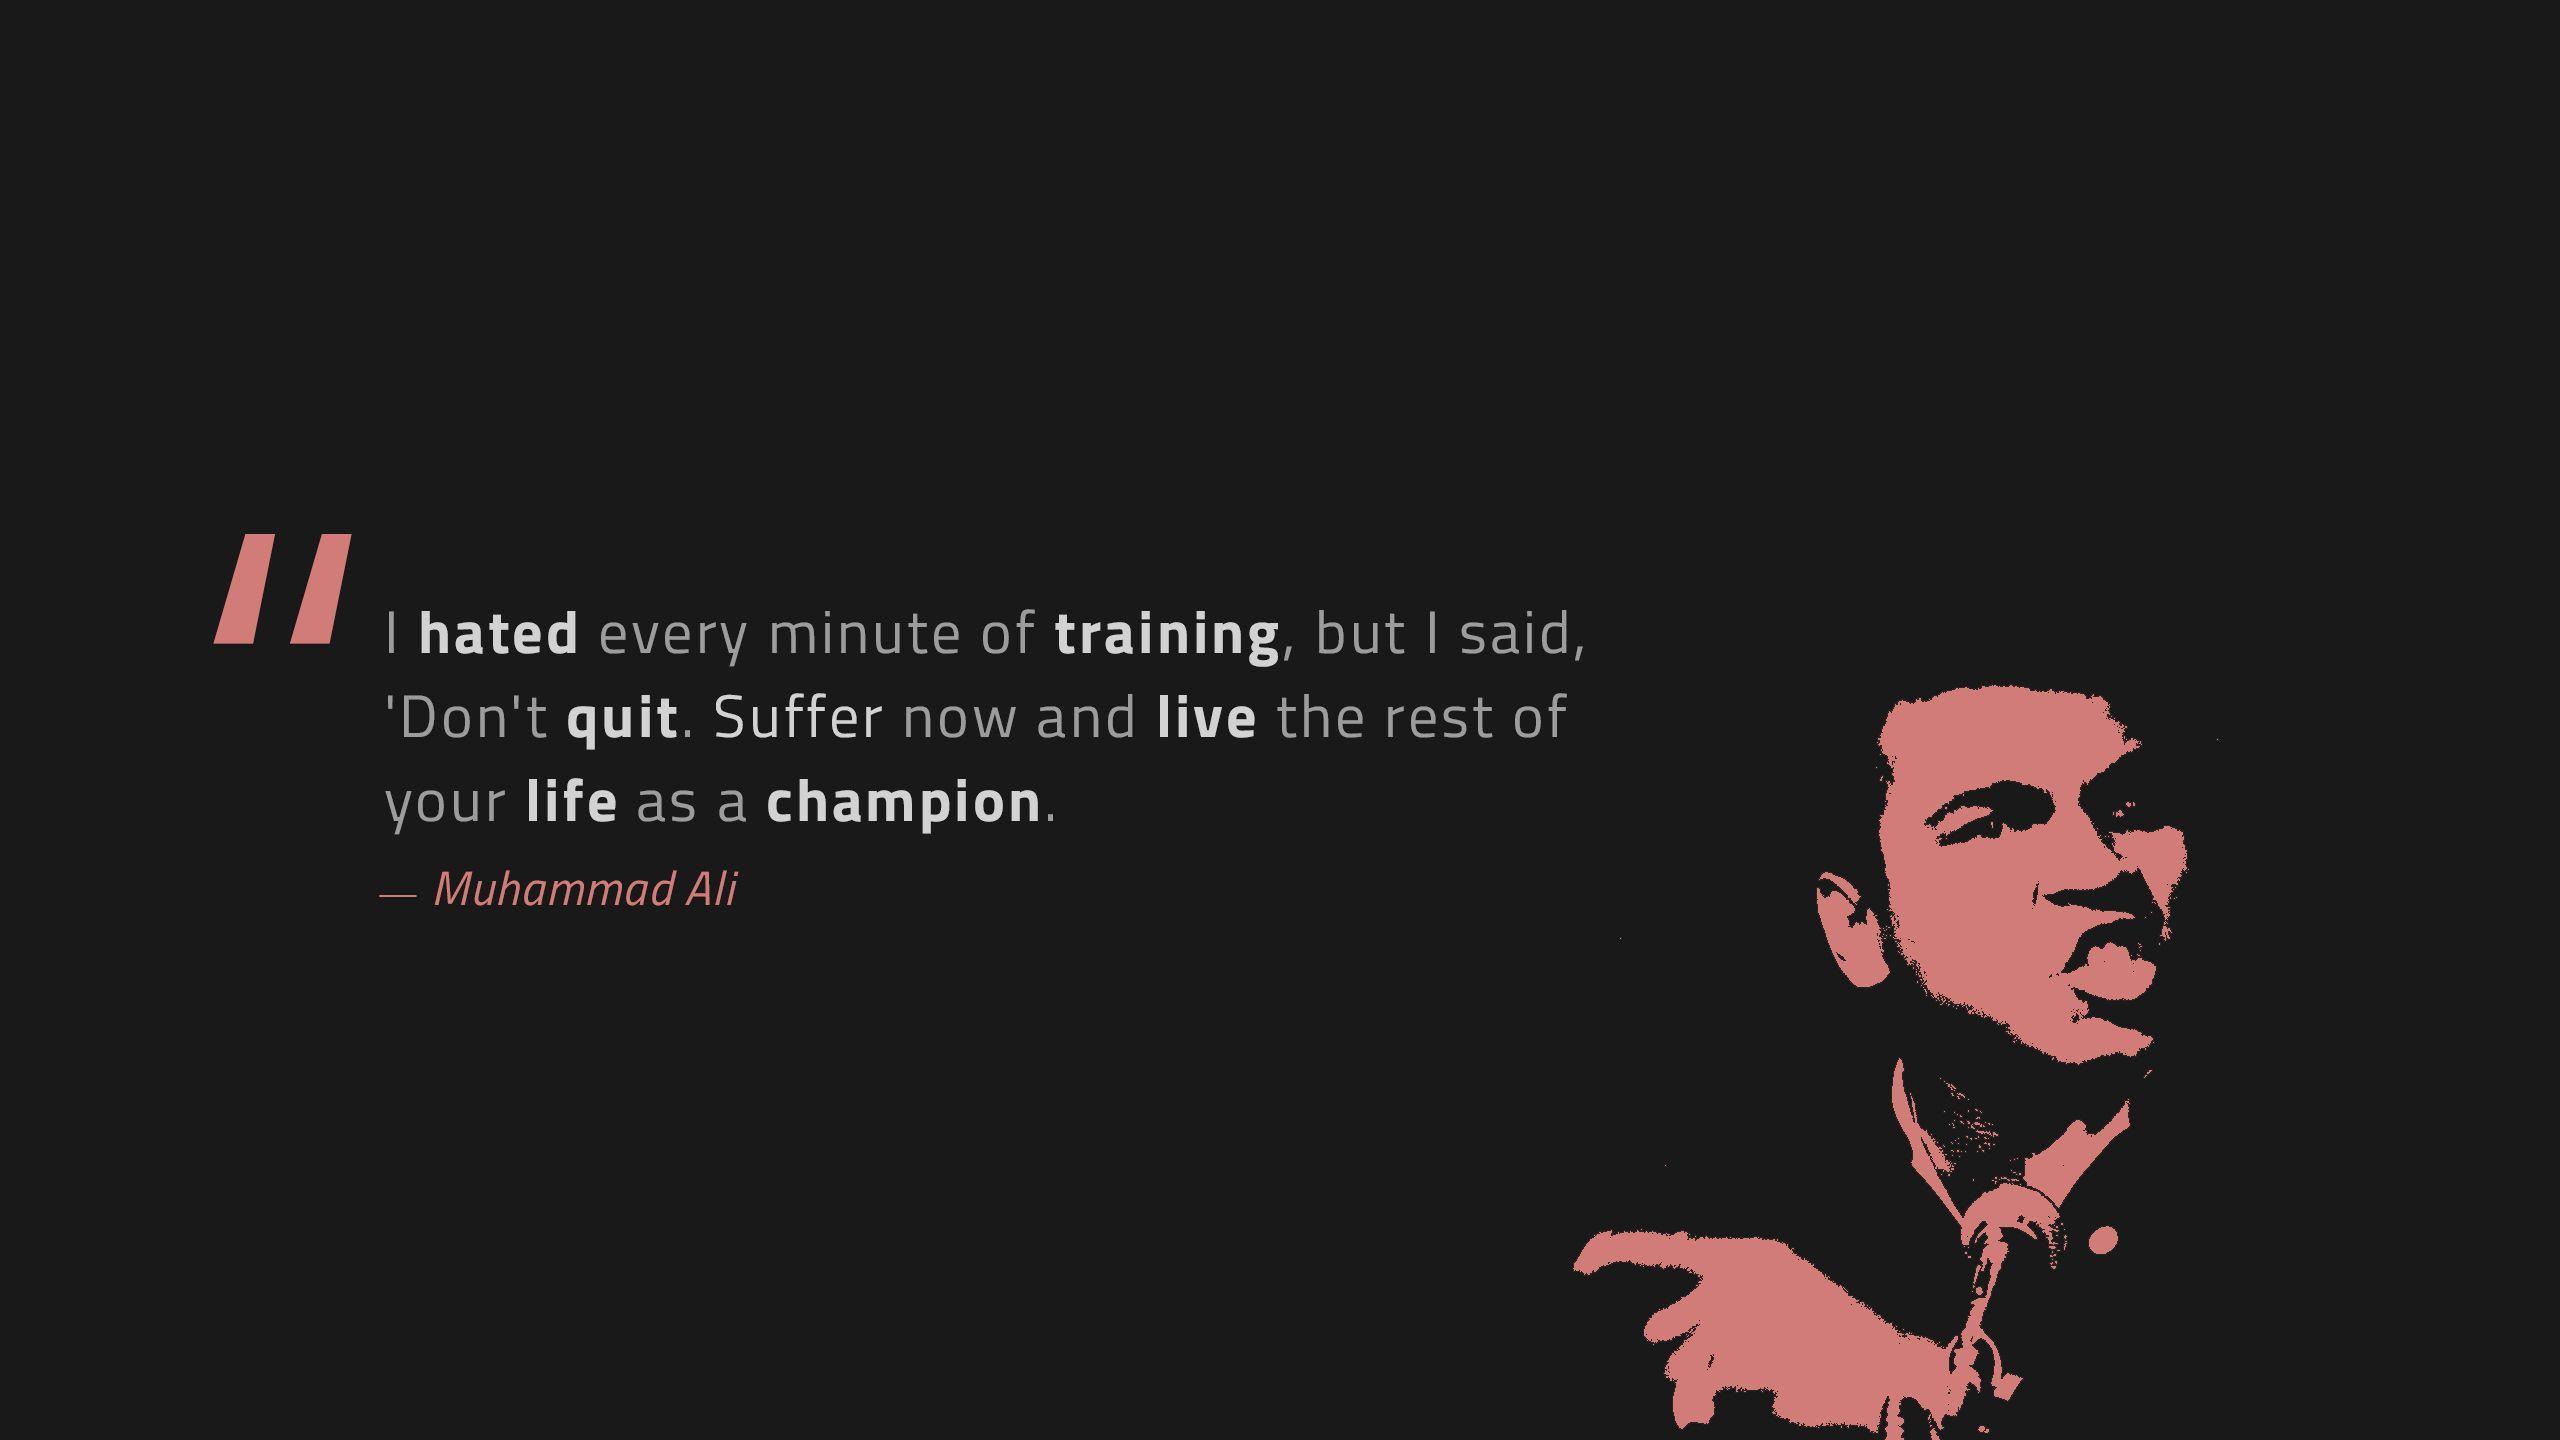 "I hated every minute of training, but I said,
'Don't quit. Suffer now and live the rest of
your life as a champion.
— Muhammad Ali